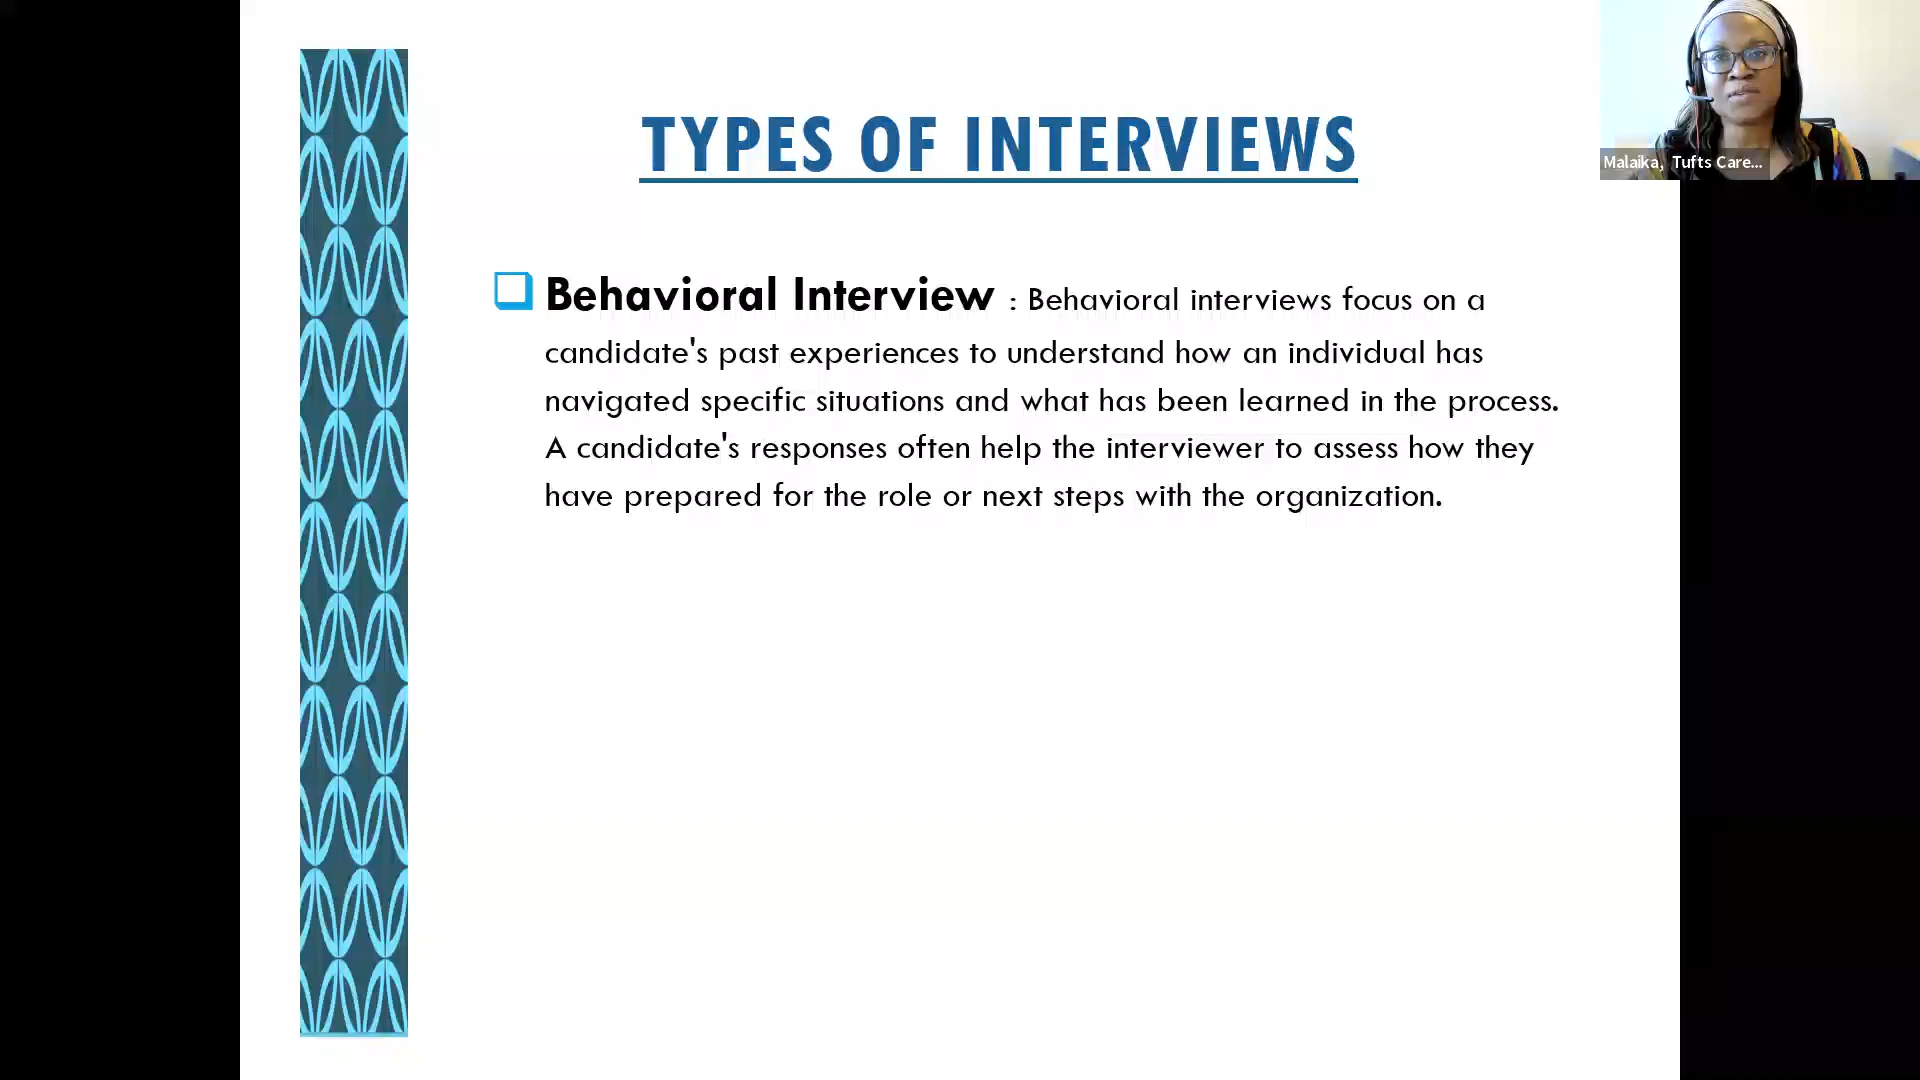 TYPES OF INTERVIEWS
Behavioral Interview : Behavioral interviews focus on a
candidate's past experiences to understand how an individual has
navigated specific situations and what has been learned in the process.
A candidate's responses often help the interviewer to assess how they
have prepared for the role or next steps with the organization.
Malaika, Tufts Care...